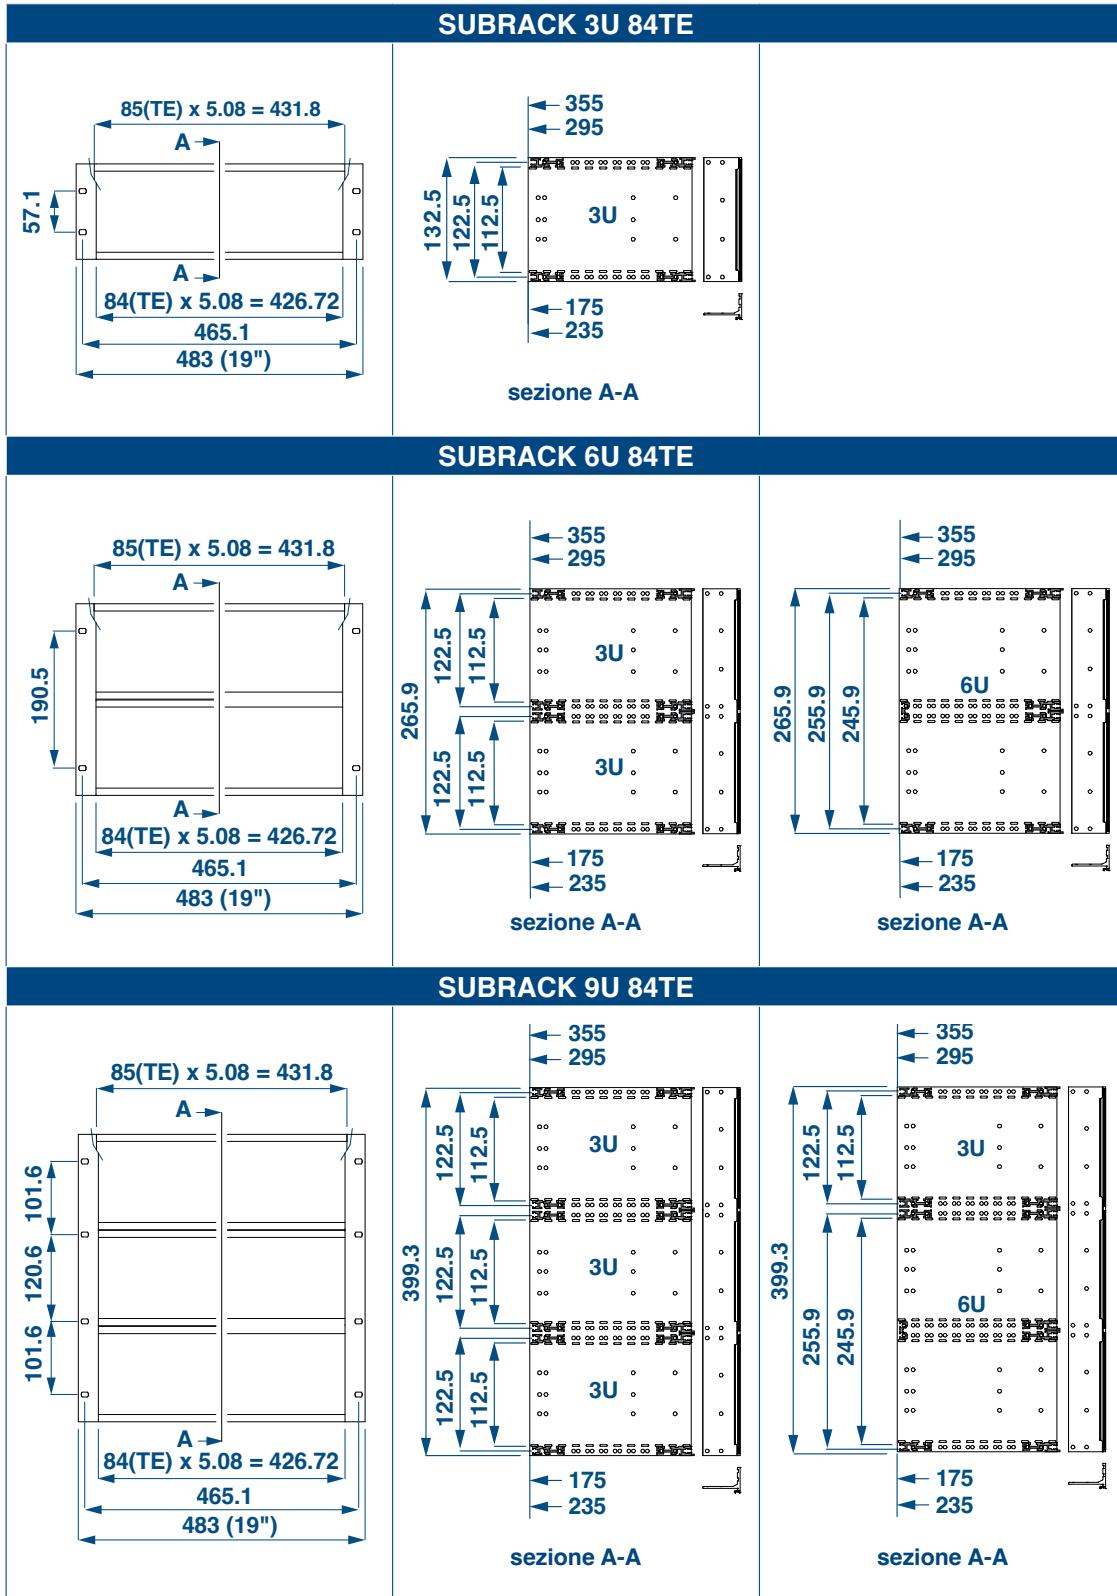 SUBRACK 3U 84TE
85(TE) x 5.08 = 431.8
A
57.1
A
84(TE) x 5.08 = 426.72
465.1
483 (19")
355
295
132.5
122.5
112.5
3U
175
235
sezione A-A
SUBRACK 6U 84TE
85(TE) x 5.08 = 431.8
A
190.5
A
84(TE) x 5.08 = 426.72
465.1
483 (19")
355
295
265.9
122.5
112.5
3U
122.5
112.5
3U
175
235
sezione A-A
355
295
265.9
255.9
245.9
6U
175
235
sezione A-A
SUBRACK 9U 84TE
85(TE) x 5.08 = 431.8
A
101.6
120.6
101.6
A
84(TE) x 5.08 = 426.72
465.1
483 (19")
355
295
399.3
122.5
112.5
3U
122.5
112.5
3U
122.5
112.5
3U
175
235
sezione A-A
355
295
399.3
122.5
112.5
3U
255.9
245.9
6U
175
235
sezione A-A